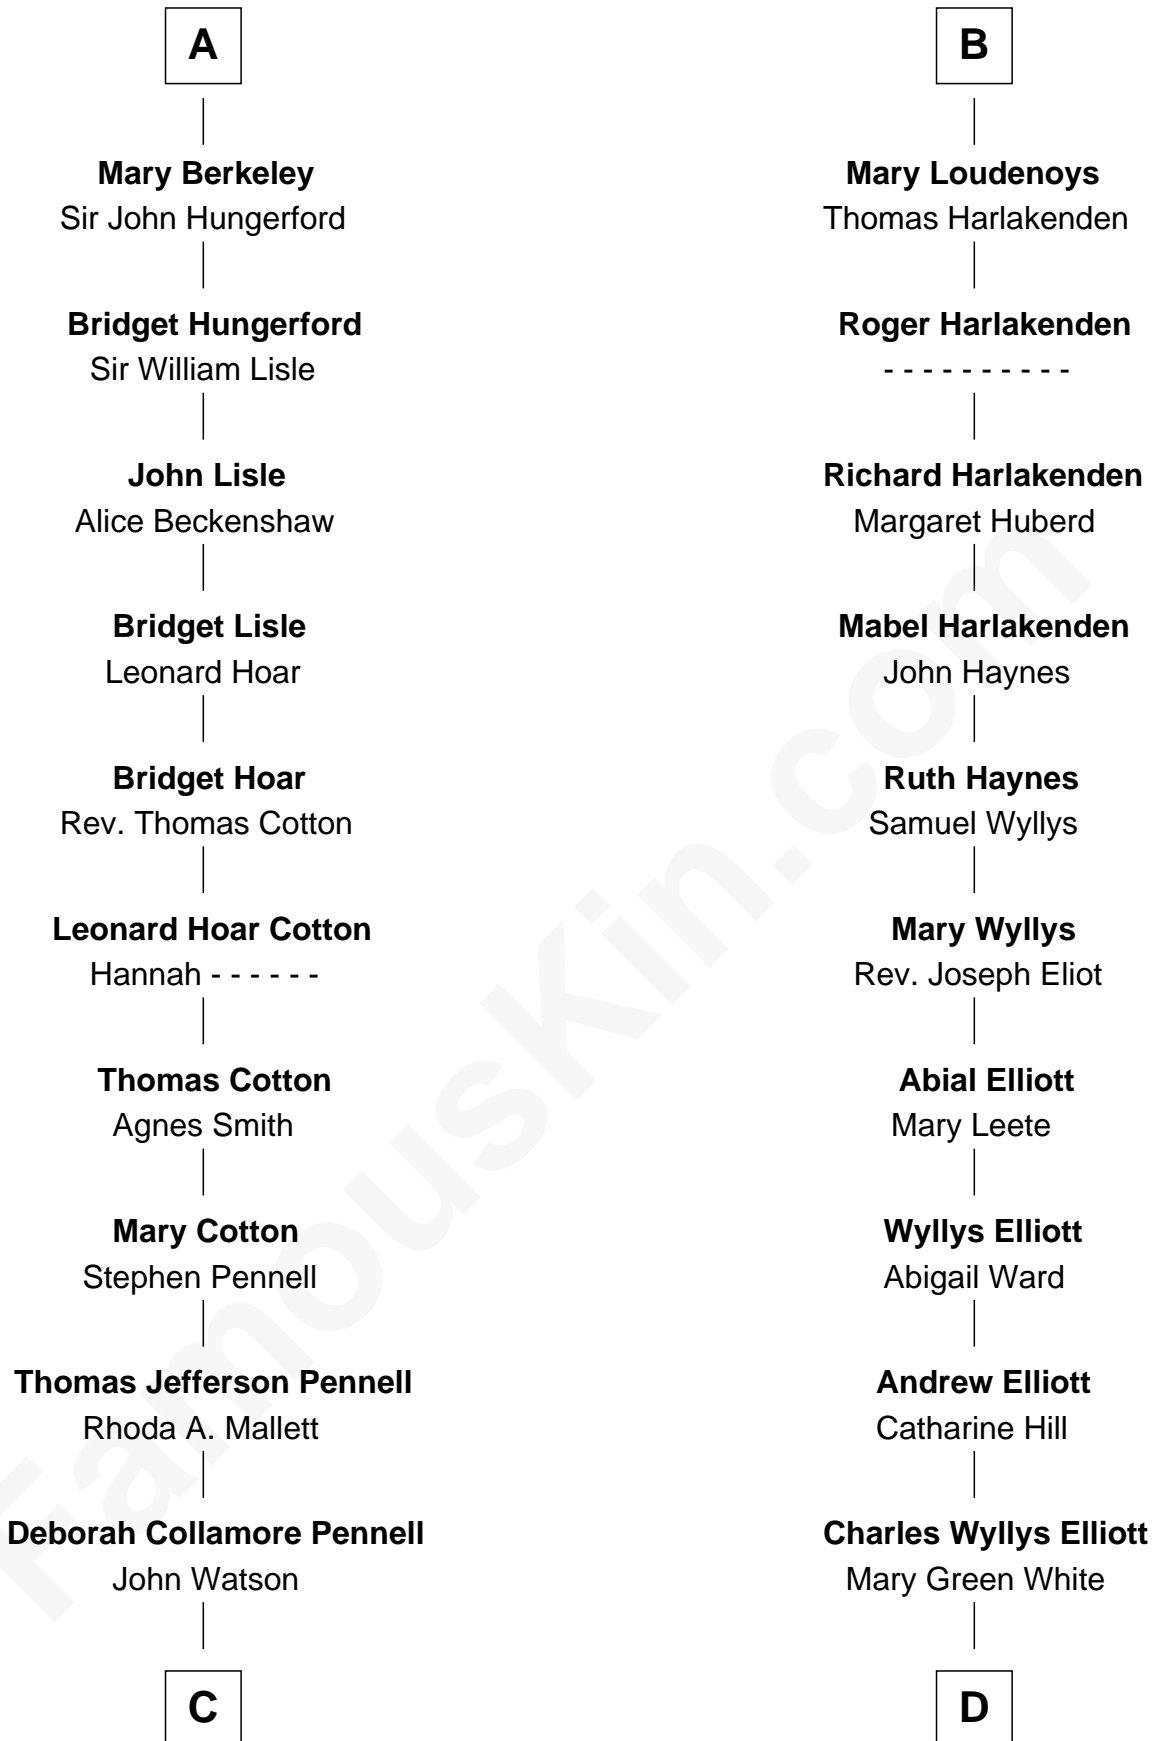 A
Mary Berkeley
Sir John Hungerford
Bridget Hungerford
Sir William Lisle
John Lisle
Alice Beckenshaw
Bridget Lisle
Leonard Hoar
Bridget Hoar
Rev. Thomas Cotton
Leonard Hoar Cotton
Hannah - - - - - -
Thomas Cotton
Agnes Smith
Mary Cotton
Stephen Pennell
Thomas Jefferson Pennell
Rhoda A. Mallett
Deborah Collamore Pennell
John Watson
C
B
Mary Loudenoys
Thomas Harlakenden
Roger Harlakenden
- - - - - - - - - -
Richard Harlakenden
Margaret Huberd
Mabel Harlakenden
John Haynes
Ruth Haynes
Samuel Wyllys
Mary Wyllys
Rev. Joseph Eliot
Abial Elliott
Mary Leete
Wyllys Elliott
Abigail Ward
Andrew Elliott
Catharine Hill
Charles Wyllys Elliott
Mary Green White
D
FamousKin.com